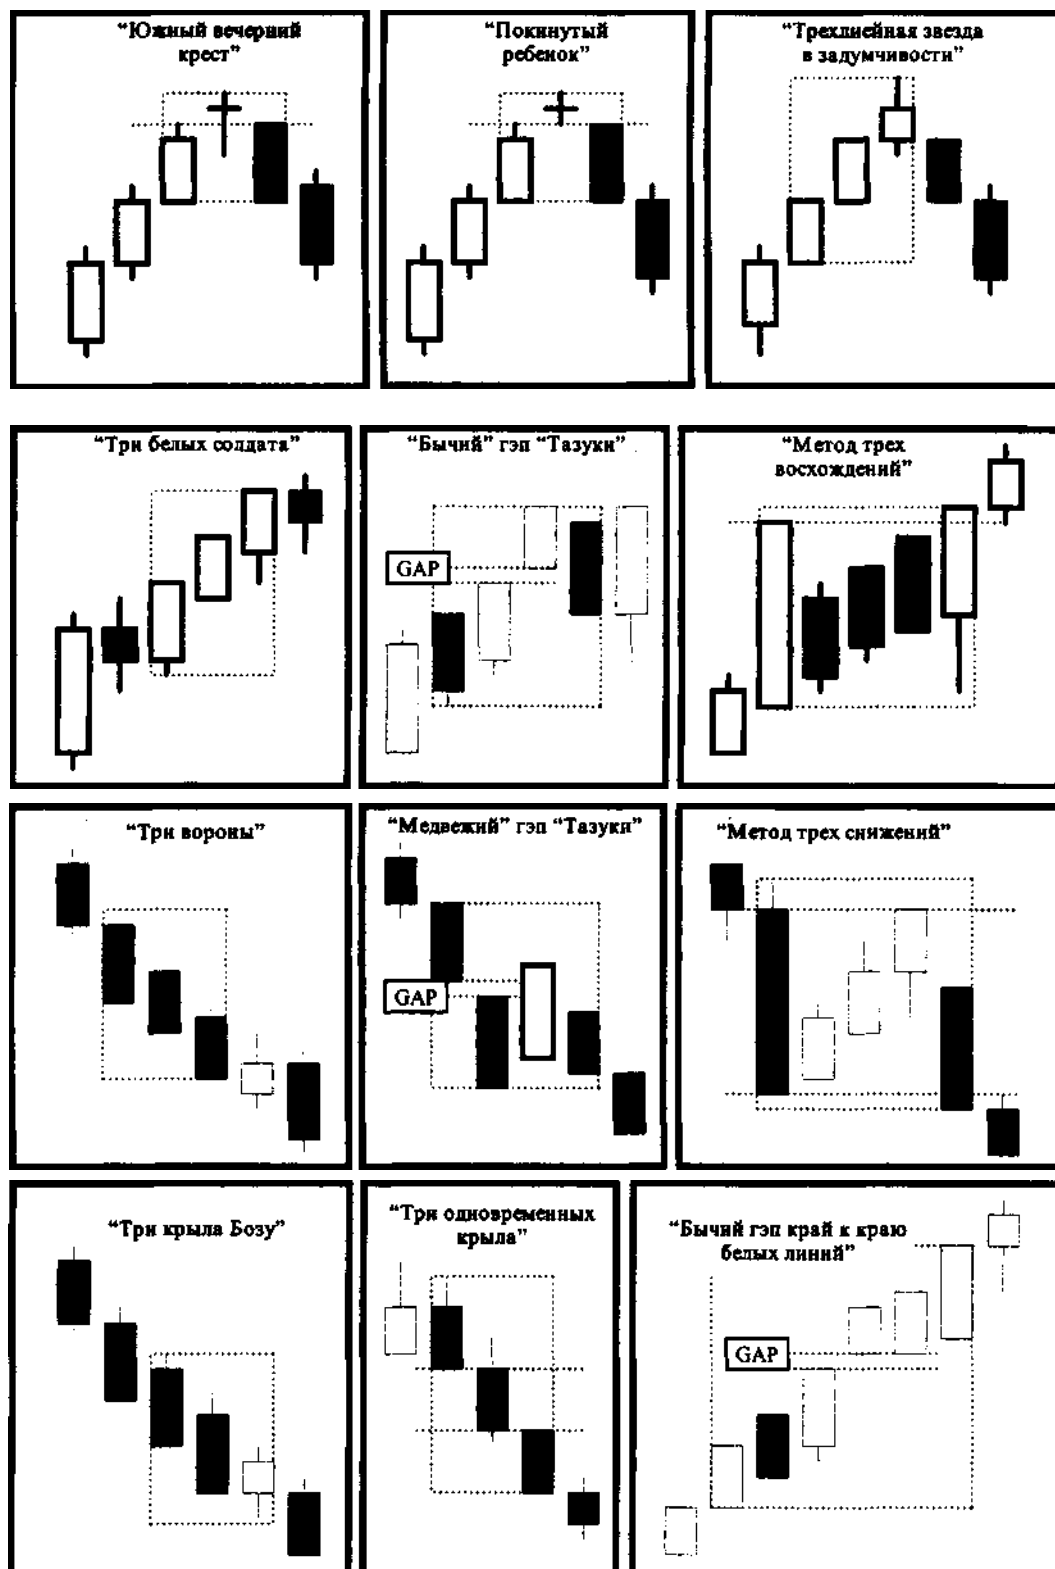 “Южный вечерний
крест”
“Покинутый
ребенок”
“Трехлиейная звезда
в задумчивости”
“Три белых солдата”
“Бычий” гэп “Тазуки”
“Метод трех
восхождений”
GAP
“Три вороны”
“Медвежий” гэп “Тазуки”
“Метод трех снижений”
GAP
“Три крыла Бозу”
“Три одновременных
крыла”
“Бычий гэп край к краю
белых линий”
GAP